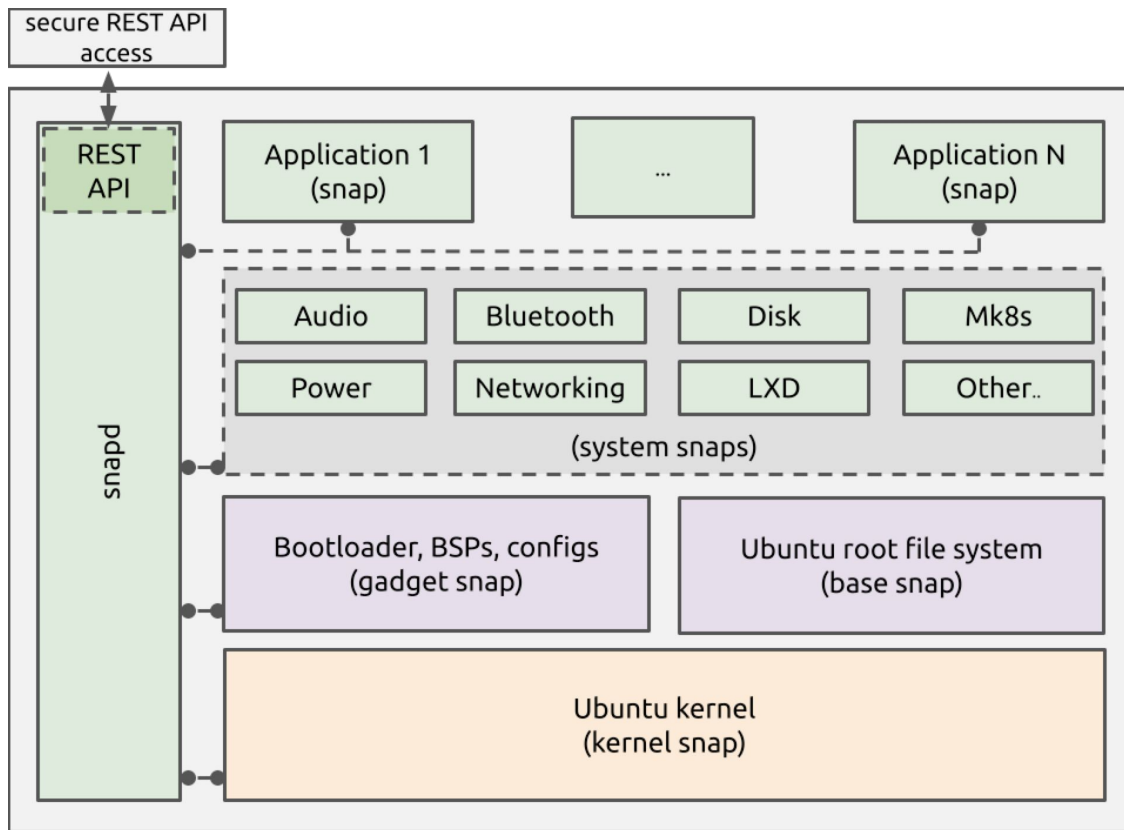 secure REST API
access
REST
API
Application 1
(snap)
...
Application N
(snap)
Audio
Bluetooth
Disk
Mk8s
Power
Networking
LXD
Other..
(system snaps)
snapd
Bootloader, BSPs, configs
(gadget snap)
Ubuntu root file system
(base snap)
Ubuntu kernel
(kernel snap)